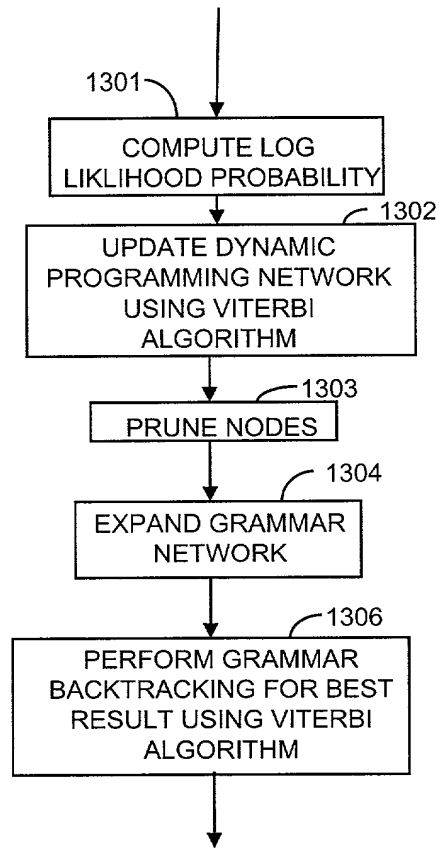 1301
COMPUTE LOG
LIKLIHOOD PROBABILITY
1302
UPDATE DYNAMIC
PROGRAMMING NETWORK
USING VITERBI
ALGORITHM
1303
PRUNE NODES
1304
EXPAND GRAMMAR
NETWORK
1306
PERFORM GRAMMAR
BACKTRACKING FOR BEST
RESULT USING VITERBI
ALGORITHM